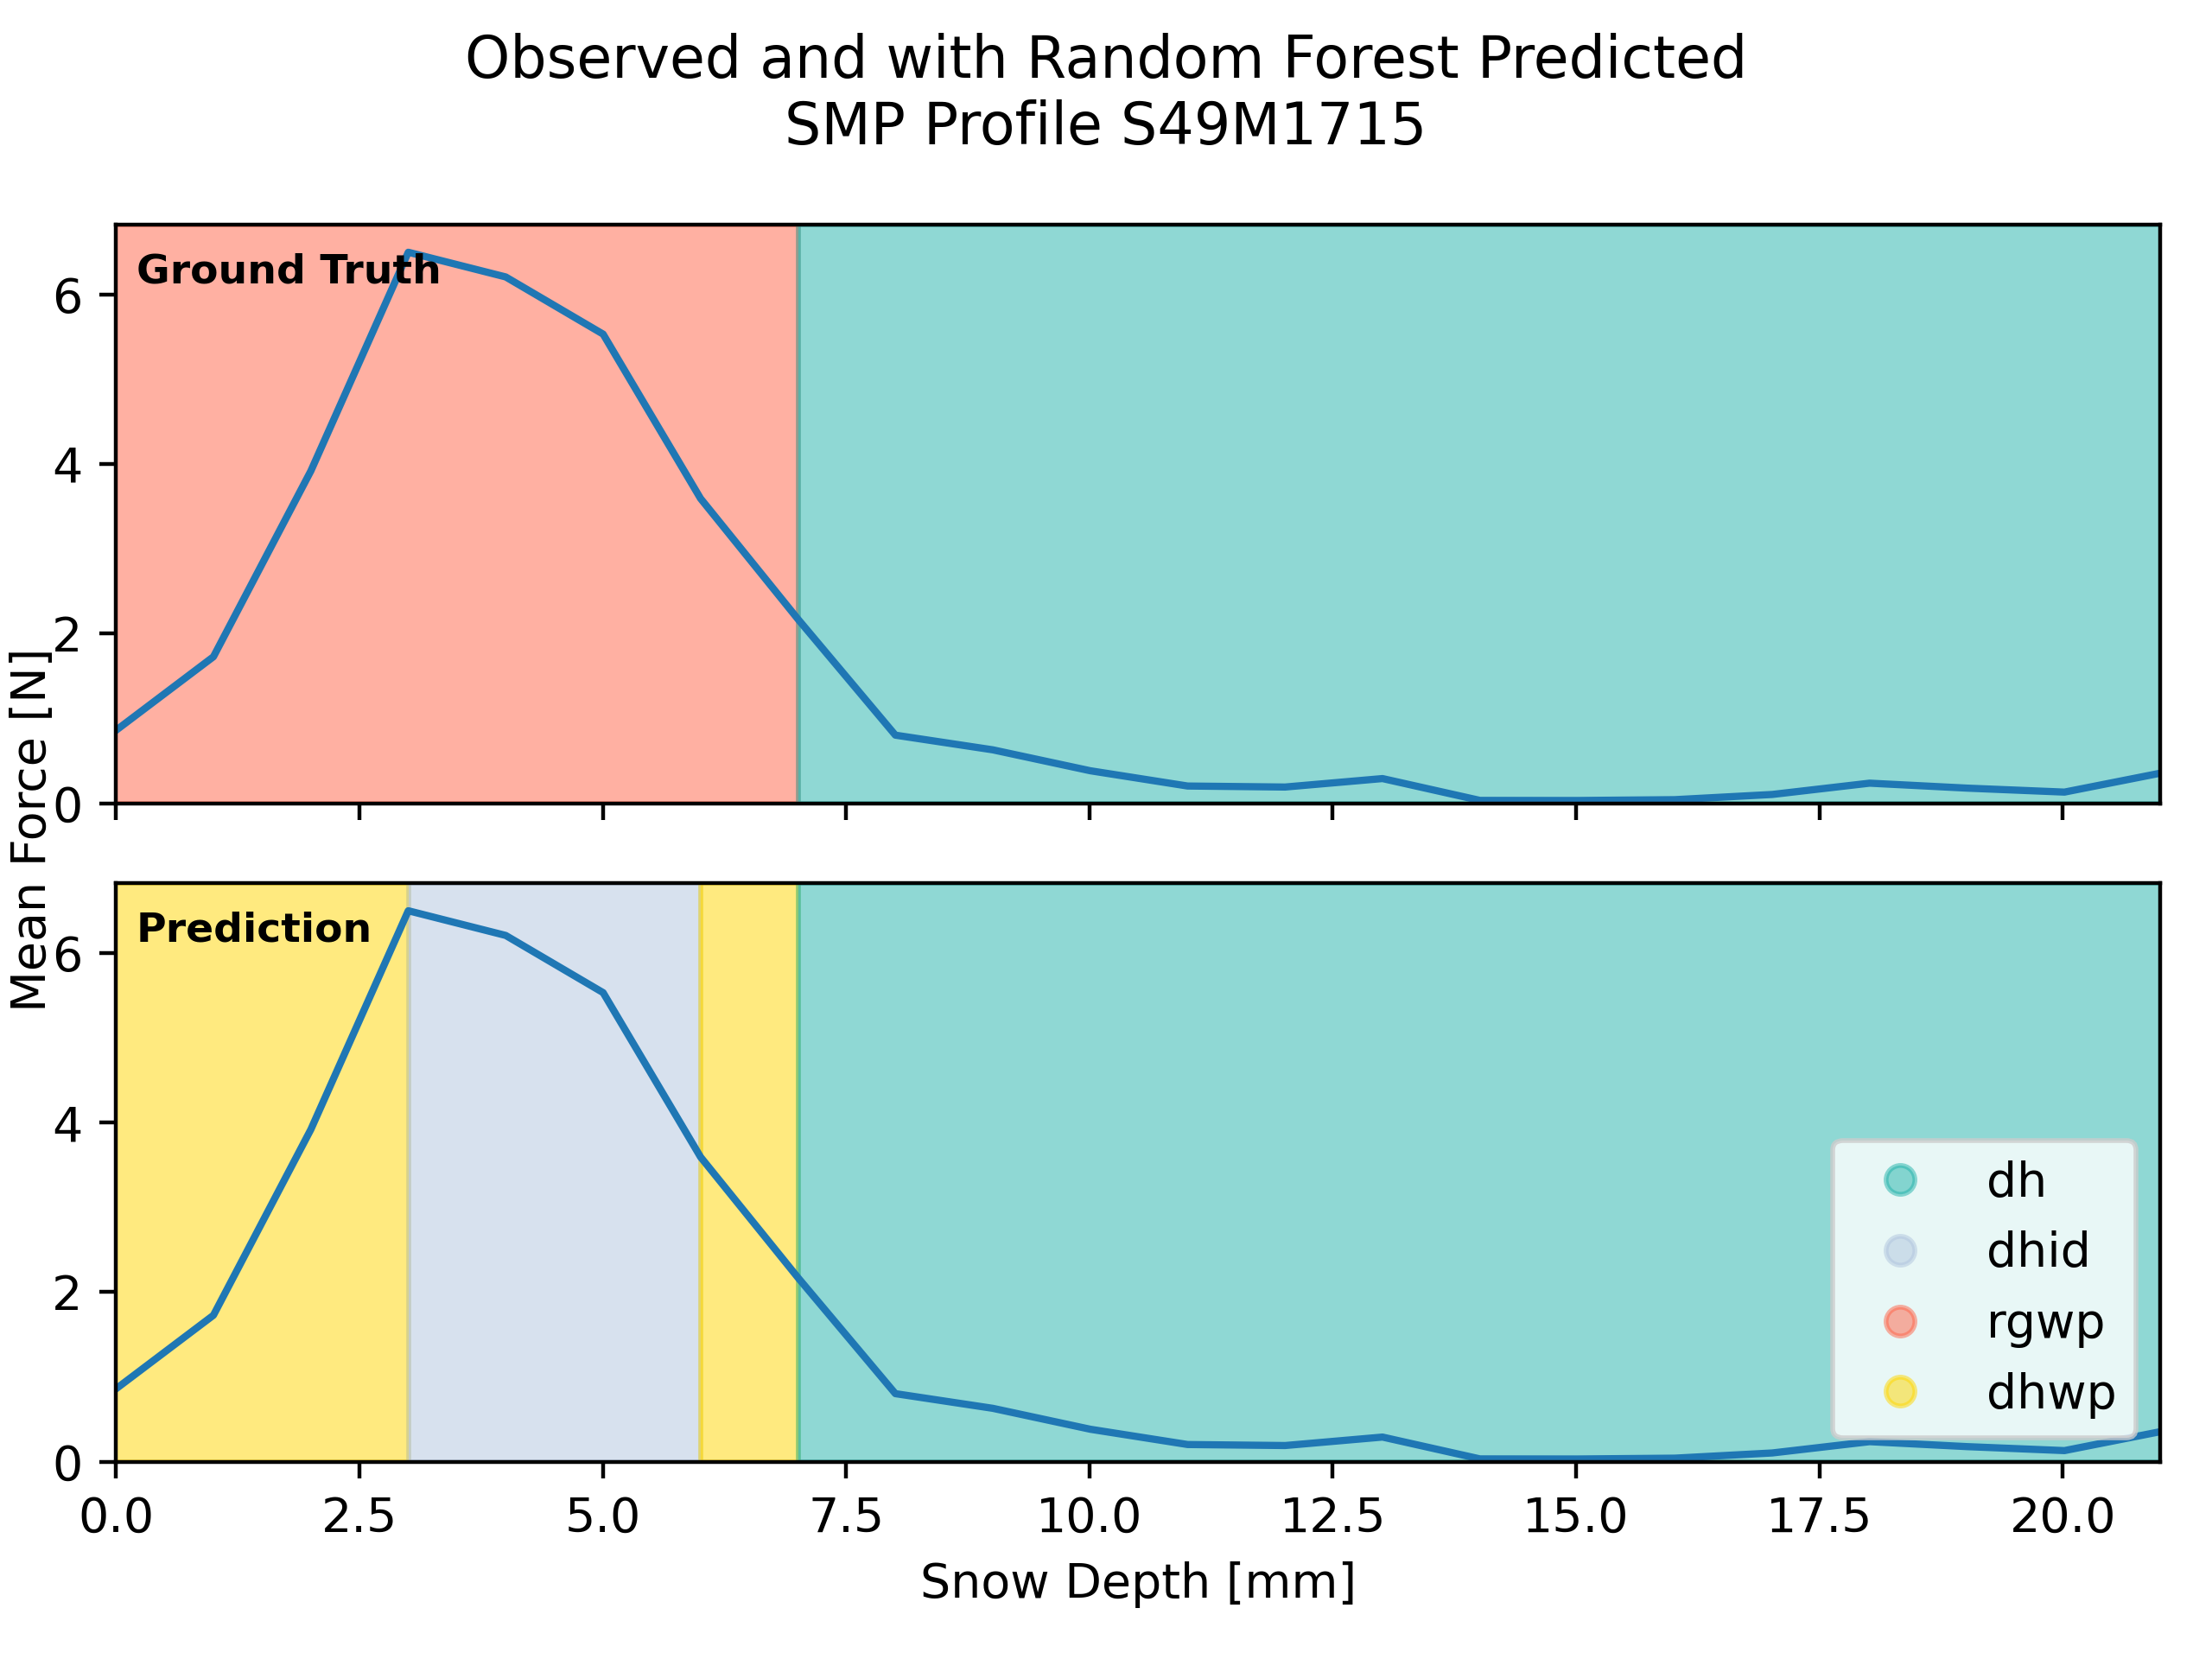 Observed and with Random Forest Predicted
SMP Profile S49M1715
Ground Truth
6
4
2
0
Mean Force [N]
Prediction
6
4
2
0
dh
dhid
rgwp
dhwp
0.0 2.5 5.0 7.5 10.0 12.5 15.0 17.5 20.0
Snow Depth [mm]